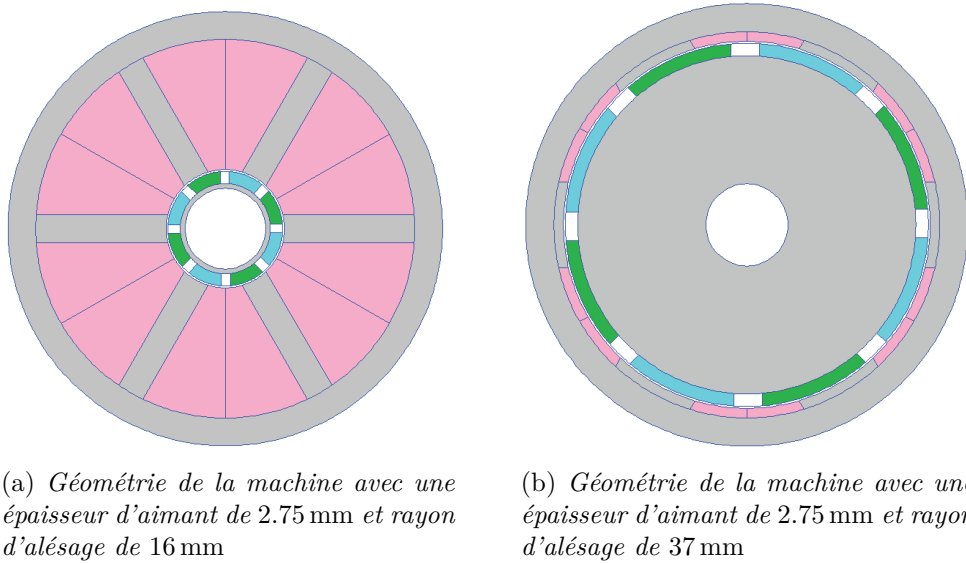 (a) Géométrie de la machine avec une
épaisseur d'aimant de 2.75 mm et rayon
d'alésage de 16 mm
(b) Géométrie de la machine avec une
épaisseur d'aimant de 2.75 mm et rayon
d'alésage de 37 mm